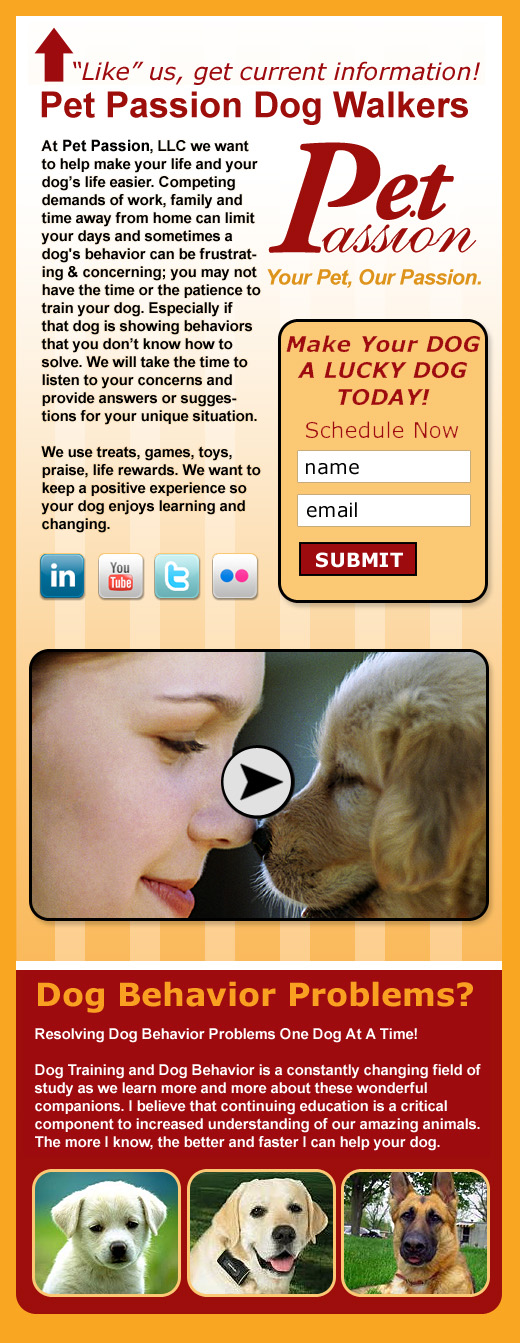 “Like” us, get current information!
Pet Passion Dog Walkers
At Pet Passion, LLC we want
to help make your life and your
dog’s life easier. Competing
demands of work, family and
time away from home can limit
your days and sometimes a
dog's behavior can be frustrat-
ing & concerning; you may not
have the time or the patience to
train your dog. Especially if
that dog is showing behaviors
that you don’t know how to
solve. We will take the time to
listen to your concerns and
provide answers or sugges-
tions for your unique situation.
We use treats, games, toys,
praise, life rewards. We want to
keep a positive experience so
your dog enjoys learning and
changing.
in
You
Tube
t
Pet
Passion
Your Pet, Our Passion.
Make Your DOG
A LUCKY DOG
TODAY!
Schedule Now
name
email
SUBMIT
Dog Behavior Problems?
Resolving Dog Behavior Problems One Dog At A Time!
Dog Training and Dog Behavior is a constantly changing field of
study as we learn more and more about these wonderful
companions. I believe that continuing education is a critical
component to increased understanding of our amazing animals.
The more I know, the better and faster I can help your dog.